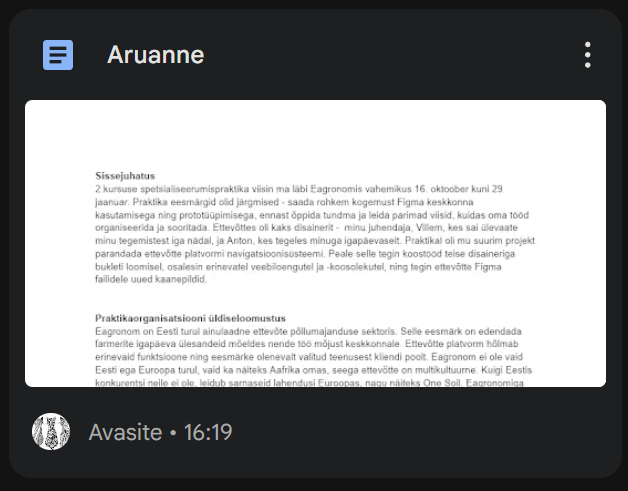 Aruanne
Sissejuhatus
2.kursuse spetsialiseerumispraktika viisin ma läbi Eagronomis vahemikus 16. oktoober kuni 29
jaanuar. Praktika eesmärgid olid järgmised - saada rohkem kogemust Figma keskkonna
kasutamisega ning prototüüpimisega, ennast õppida tundma ja leida parimad viisid, kuidas oma tööd
organiseerida ja sooritada. Ettevõttes oli kaks disainerit - minu juhendaja, Villem, kes sai ülevaate
minu tegemistest iga nädal, ja Anton, kes tegeles minuga igapäevaselt. Praktikal oli mu suurim projekt
parandada ettevõtte platvormi navigatsioonisusteemi. Peale selle tegin koostööd teise disaineriga
bukleti loomisel, osalesin erinevatel veebiloengutel ja -koosolekutel, ning tegin ettevõtte Figma
failidele uued kaanepildid.
Praktikaorganisatsiooni üldiseloomustus
Eagronom on Eesti turul ainulaadne ettevõte põllumajanduse sektoris. Selle eesmärk on edendada
farmerite igapäeva ülesandeid mõeldes nende töö mõjust keskkonnale. Ettevõtte platvorm hõlmab
erinevaid funktsioone ning eesmärke olenevalt valitud teenusest kliendi poolt. Eagronom ei ole vaid
Eesti ega Euroopa turul, vaid ka näiteks Aafrika omas, seega ettevõtte on multikultuurne. Kuigi Eestis
konkurentsi neile ei ole, leidub sarnaseid lahendusi Euroopas, nagu näiteks One Soil. Eagronomiga
Avasite • 16:19